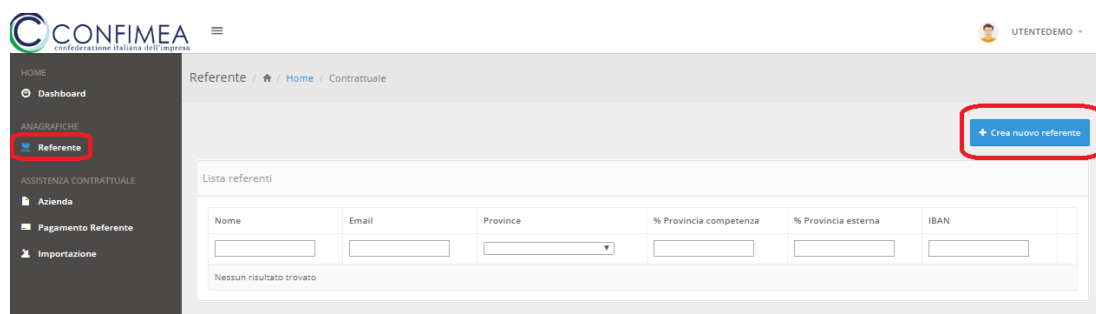 CONFIMEA
confederazione italiana dell'impresa
UTENTEDEMO
HOME
Dashboard
ANAGRAFICHE
Referente
ASSISTENZA CONTRATTUALE
Azienda
Pagamento Referente
Importazione
Referente / / Home / Contrattuale
+ Crea nuovo referente
Lista referenti
Nome Email Province % Provincia competenza % Provincia esterna IBAN
Nessun risultato trovato